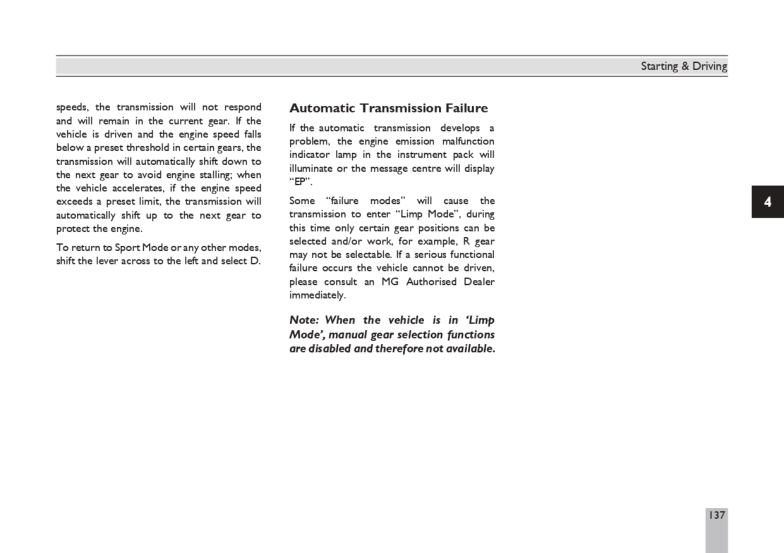 Starting & Driving
speeds, the transmission will not respond
and will remain in the current gear. If the
vehicle is driven and the engine speed falls
below a preset threshold in certain gears, the
transmission will automatically shift down to
the next gear to avoid engine stalling; when
the vehicle accelerates, if the engine speed
exceeds a preset limit, the transmission will
automatically shift up to the next gear to
protect the engine.
To return to Sport Mode or any other modes,
shift the lever across to the left and select D.
Automatic Transmission Failure
If the automatic transmission develops a
problem, the engine emission malfunction
indicator lamp in the instrument pack will
illuminate or the message centre will display
“EP”.
Some “failure modes” will cause the
transmission to enter “Limp Mode”, during
this time only certain gear positions can be
selected and/or work, for example, R gear
may not be selectable. If a serious functional
failure occurs the vehicle cannot be driven,
please consult an MG Authorised Dealer
immediately.
Note: When the vehicle is in ‘Limp
Mode’, manual gear selection functions
are disabled and therefore not available.
4
137